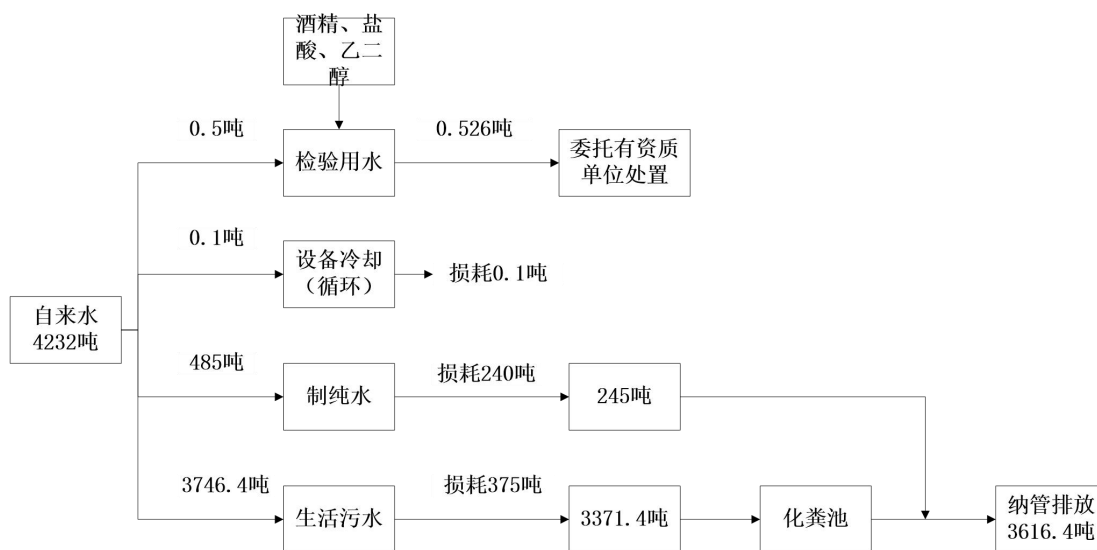 酒精、盐
酸、乙二
醇
0.5吨
0.526吨
检验用水
委托有资质
单位处置
0.1吨
设备冷却
（循环）
损耗0.1吨
自来水
4232吨
485吨
损耗240吨
制纯水
245吨
3746.4吨
损耗375吨
生活污水
3371.4吨
化粪池
纳管排放
3616.4吨